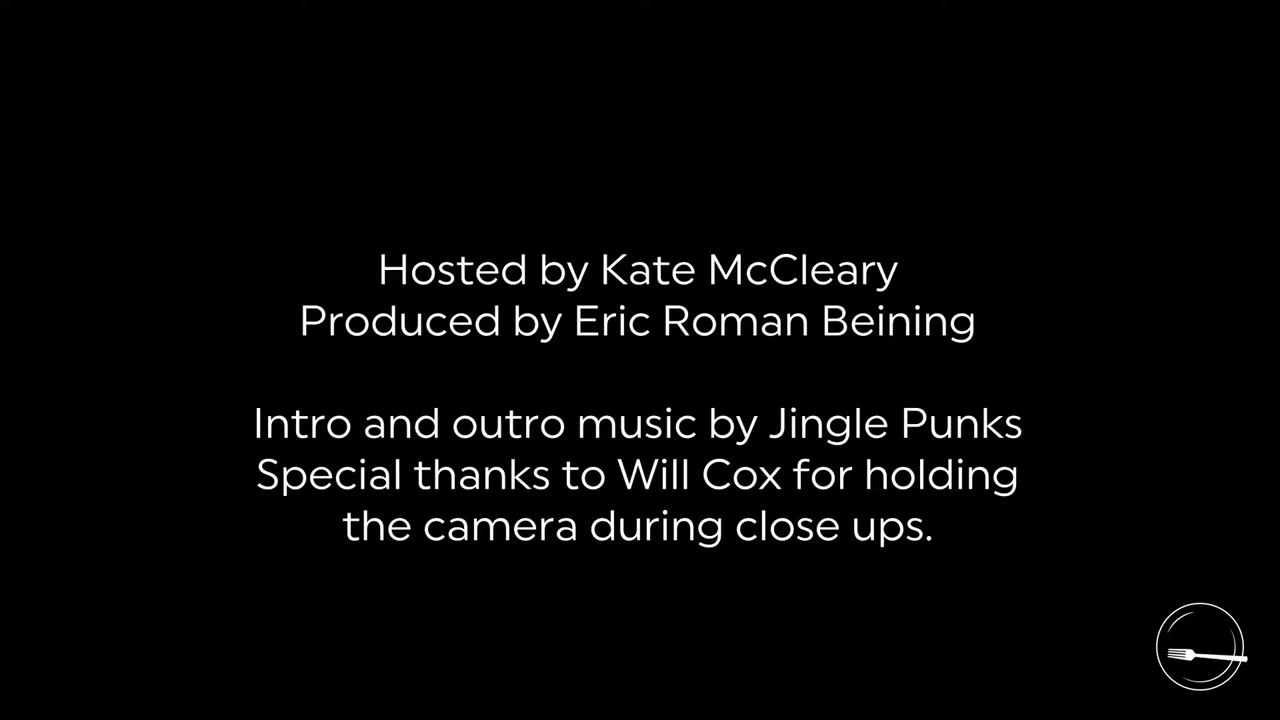 Hosted by Kate McCleary
Produced by Eric Roman Beining
Intro and outro music by Jingle Punks
Special thanks to Will Cox for holding
the camera during close ups.